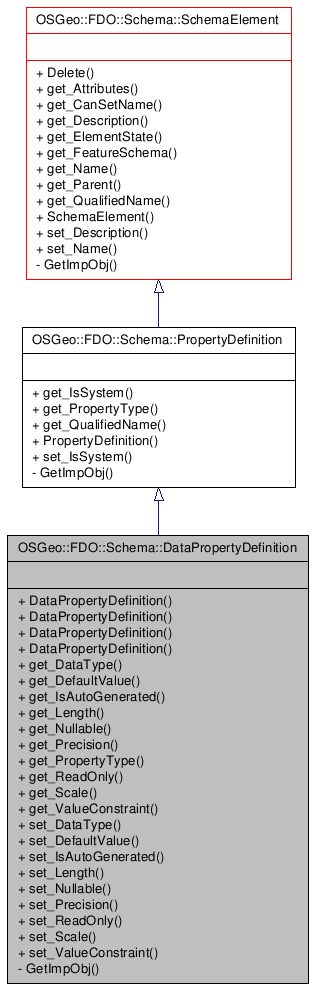 OSGeo::FDO::Schema::SchemaElement
+ Delete()
+ get_Attributes()
+ get_CanSetName()
+ get_Description()
+ get_ElementState()
+ get_FeatureSchema()
+ get_Name()
+ get_Parent()
+ get_QualifiedName()
+ SchemaElement()
+ set_Description()
+ set_Name()
- GetImpObj()
OSGeo::FDO::Schema::PropertyDefinition
+ get_IsSystem()
+ get_PropertyType()
+ get_QualifiedName()
+ PropertyDefinition()
+ set_IsSystem()
- GetImpObj()
OSGeo::FDO::Schema::DataPropertyDefinition
+ DataPropertyDefinition()
+ DataPropertyDefinition()
+ DataPropertyDefinition()
+ DataPropertyDefinition()
+ get_DataType()
+ get_DefaultValue()
+ get_IsAutoGenerated()
+ get_Length()
+ get_Nullable()
+ get_Precision()
+ get_PropertyType()
+ get_ReadOnly()
+ get_Scale()
+ get_ValueConstraint()
+ set_DataType()
+ set_DefaultValue()
+ set_IsAutoGenerated()
+ set_Length()
+ set_Nullable()
+ set_Precision()
+ set_ReadOnly()
+ set_Scale()
+ set_ValueConstraint()
- GetImpObj()